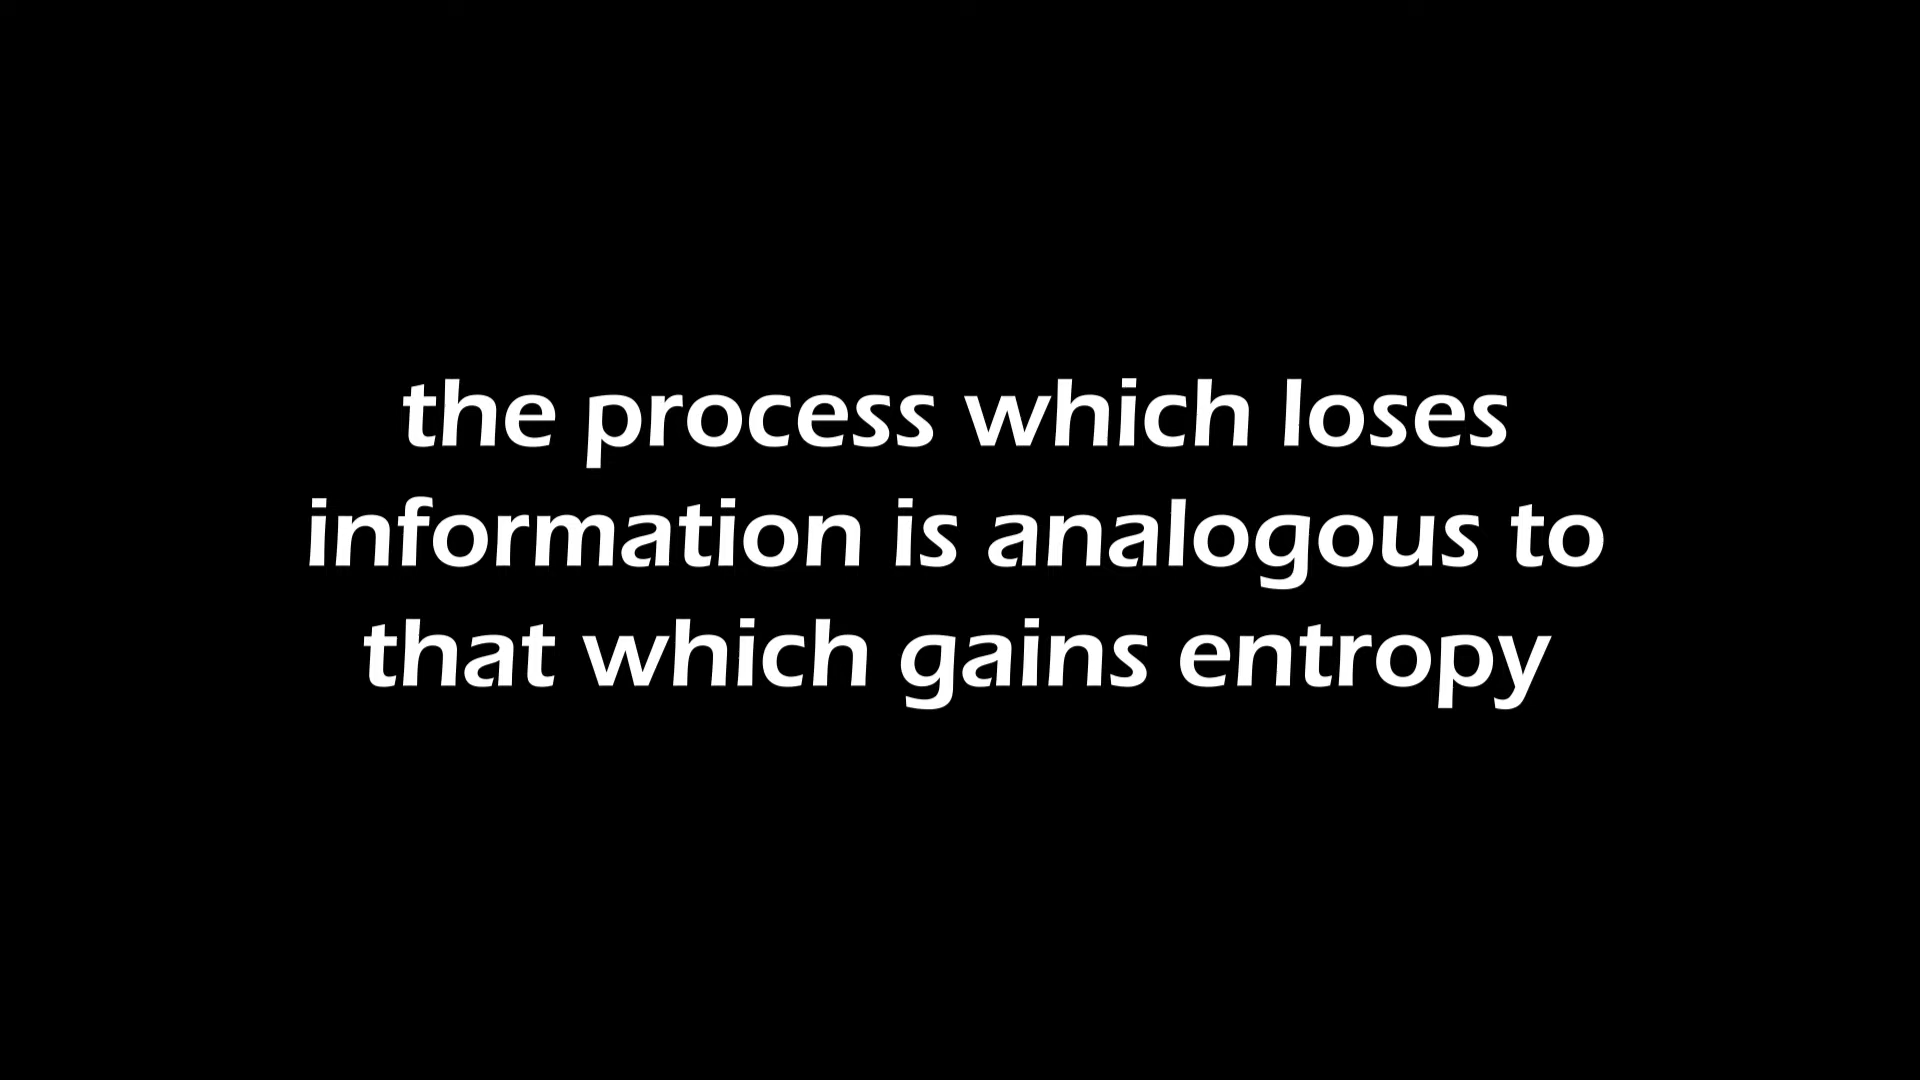 the process which loses
information is analogous to
that which gains entropy